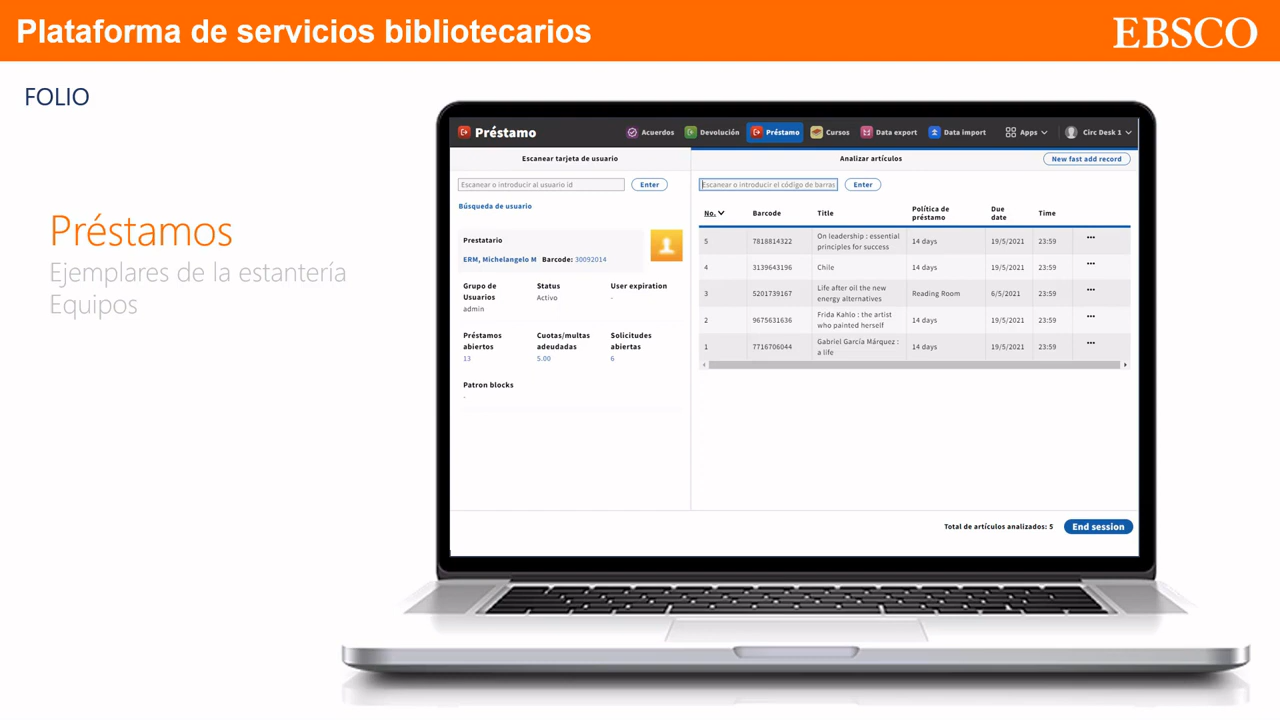 Plataforma de servicios bibliotecarios
EBSCO
FOLIO
Préstamos
Ejemplares de la estantería
Equipos
Préstamo
Acuerdos
Devolución
Préstamo
Cursos
Data export
Data import
Apps
Circ Desk 1
Escanear tarjeta de usuario
Escanear o introducir al usuario id
Enter
Búsqueda de usuario
Prestatario
ERM, Michelangelo M Barcode: 30092014
Grupo de
Usuarios
admin
Status
Activo
User expiration
-
Préstamos
abiertos
13
Cuotas/multas
adeudadas
5.00
Solicitudes
abiertas
6
Patron blocks
-
Analizar artículos
New fast add record
Escanear o introducir el código de barras
Enter
No. Barcode Title Política de préstamo Due date Time
5 7818814322 On leadership : essential principles for success 14 days 19/5/2021 23:59 •••
4 3139643196 Chile 14 days 19/5/2021 23:59 •••
3 5201739167 Life after oil the new energy alternatives Reading Room 6/5/2021 23:59 •••
2 9675631636 Frida Kahlo : the artist who painted herself 14 days 19/5/2021 23:59 •••
1 7716706044 Gabriel García Márquez : a life 14 days 19/5/2021 23:59 •••
Total de artículos analizados: 5
End session